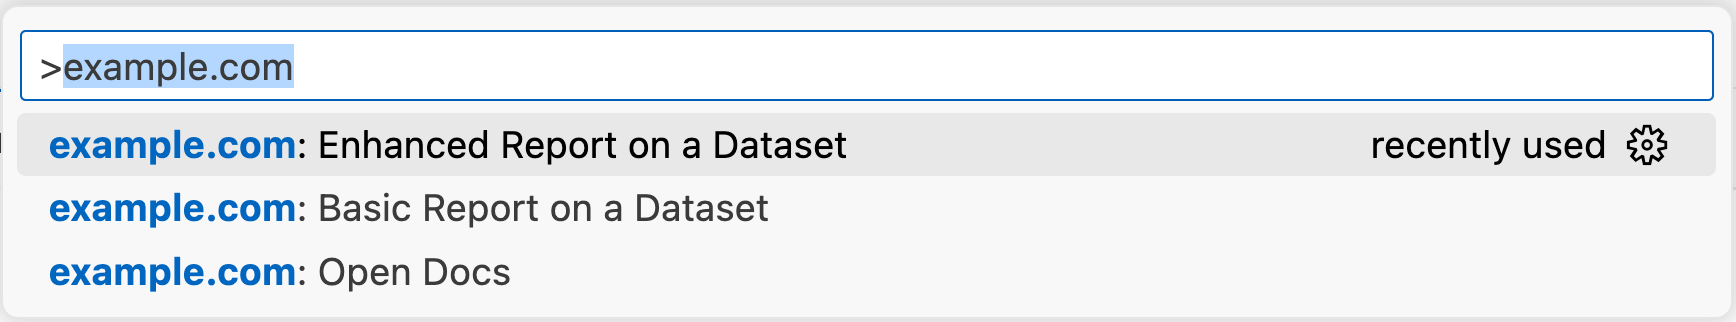 >example.com
example.com: Enhanced Report on a Dataset recently used
example.com: Basic Report on a Dataset
example.com: Open Docs